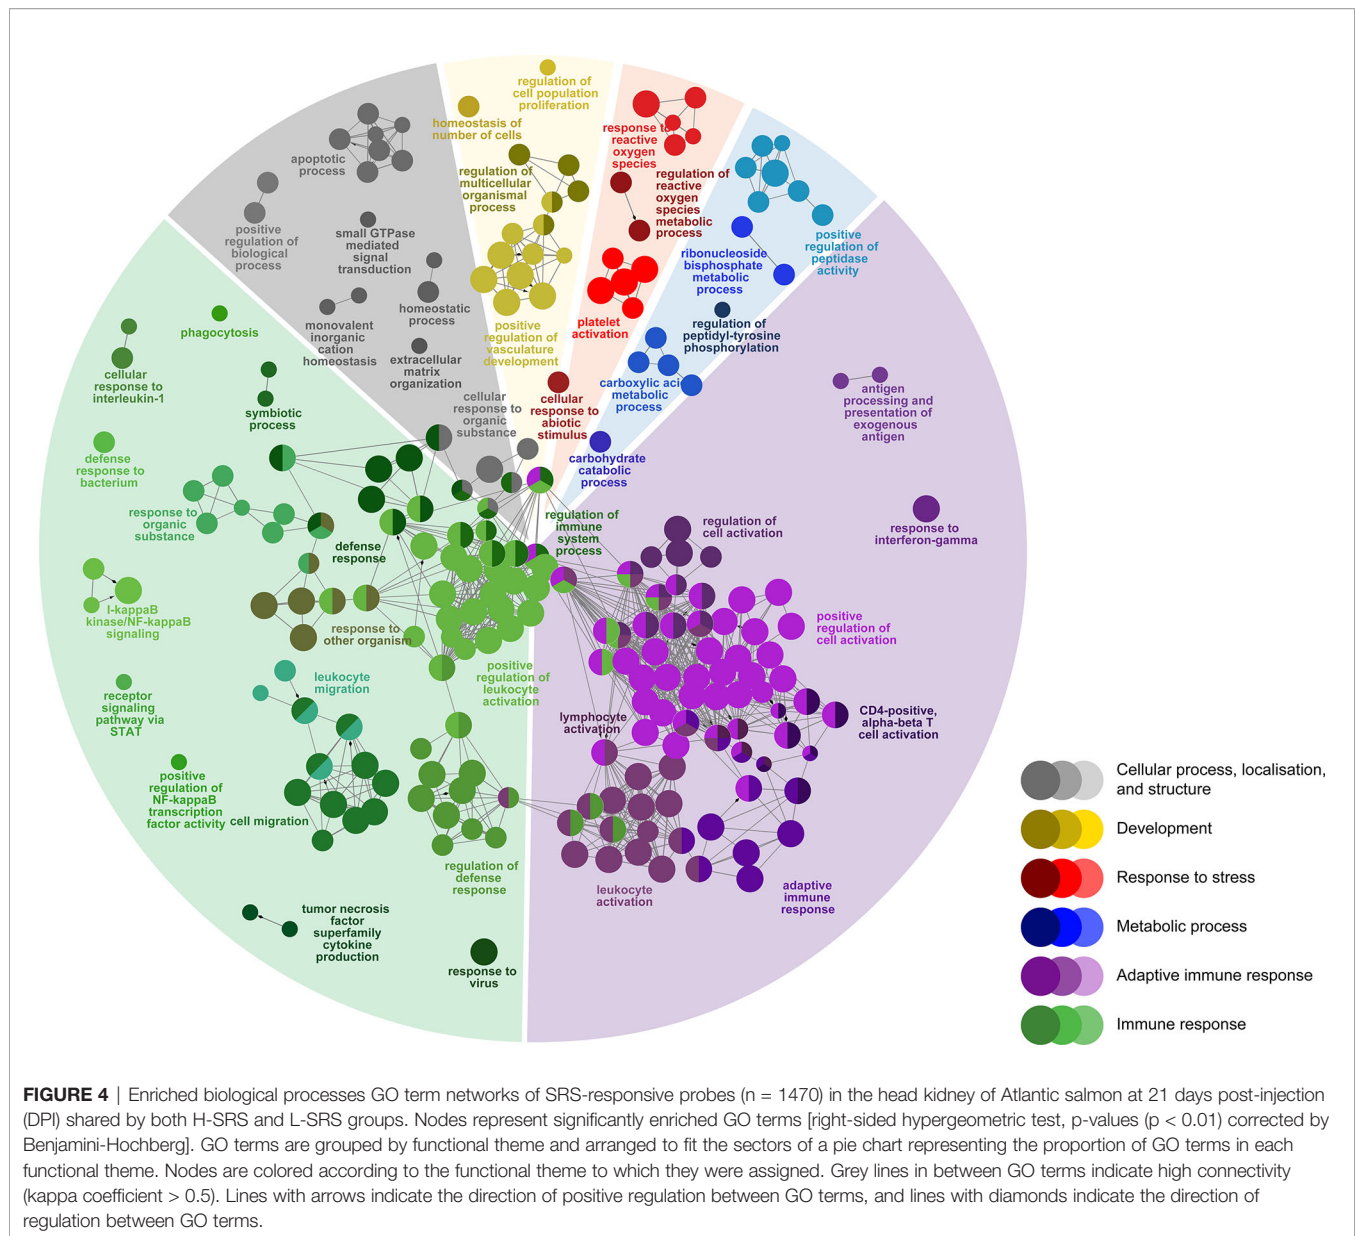 regulation of
cell population
proliferation
homeostasis of
number of cells
response to
reactive
oxygen
species
apoptotic
process
regulation of
multicellular
organismal
process
regulation of
reactive
oxygen
species
metabolic
process
positive
regulation of
biological
process
small GTPase
mediated
signal
transduction
positive
regulation of
peptidase
activity
ribonucleoside
bisphosphate
metabolic
process
homeostatic
process
monovalent
inorganic
cation
homeostasis
positive
regulation of
vasculature
development
platelet
activation
regulation of
peptidyl-tyrosine
phosphorylation
extracellular
matrix
organization
carboxylic acid
metabolic
process
cellular
response to
organic
substance
cellular
response to
abiotic
stimulus
carbohydrate
catabolic
process
phagocytosis
cellular
response to
interleukin-1
symbiotic
process
defense
response to
bacterium
response to
organic
substance
defense
response
regulation of
immune
system
process
I-kappaB
kinase/NF-kappaB
signaling
response to
other organism
leukocyte
migration
positive
regulation of
leukocyte
activation
receptor
signaling
pathway via
STAT
positive
regulation of
NF-kappaB
transcription
factor activity
cell migration
regulation of
defense
response
tumor necrosis
factor
superfamily
cytokine
production
response to
virus
antigen
processing and
presentation of
exogenous
antigen
response to
interferon-gamma
regulation of
cell activation
positive
regulation of
cell activation
lymphocyte
activation
CD4-positive,
alpha-beta T
cell activation
leukocyte
activation
adaptive
immune
response
Cellular process, localisation,
and structure
Development
Response to stress
Metabolic process
Adaptive immune response
Immune response
FIGURE 4 | Enriched biological processes GO term networks of SRS-responsive probes (n = 1470) in the head kidney of Atlantic salmon at 21 days post-injection
(DPI) shared by both H-SRS and L-SRS groups. Nodes represent significantly enriched GO terms [right-sided hypergeometric test, p-values (p < 0.01) corrected by
Benjamini-Hochberg]. GO terms are grouped by functional theme and arranged to fit the sectors of a pie chart representing the proportion of GO terms in each
functional theme. Nodes are colored according to the functional theme to which they were assigned. Grey lines in between GO terms indicate high connectivity
(kappa coefficient > 0.5). Lines with arrows indicate the direction of positive regulation between GO terms, and lines with diamonds indicate the direction of
regulation between GO terms.